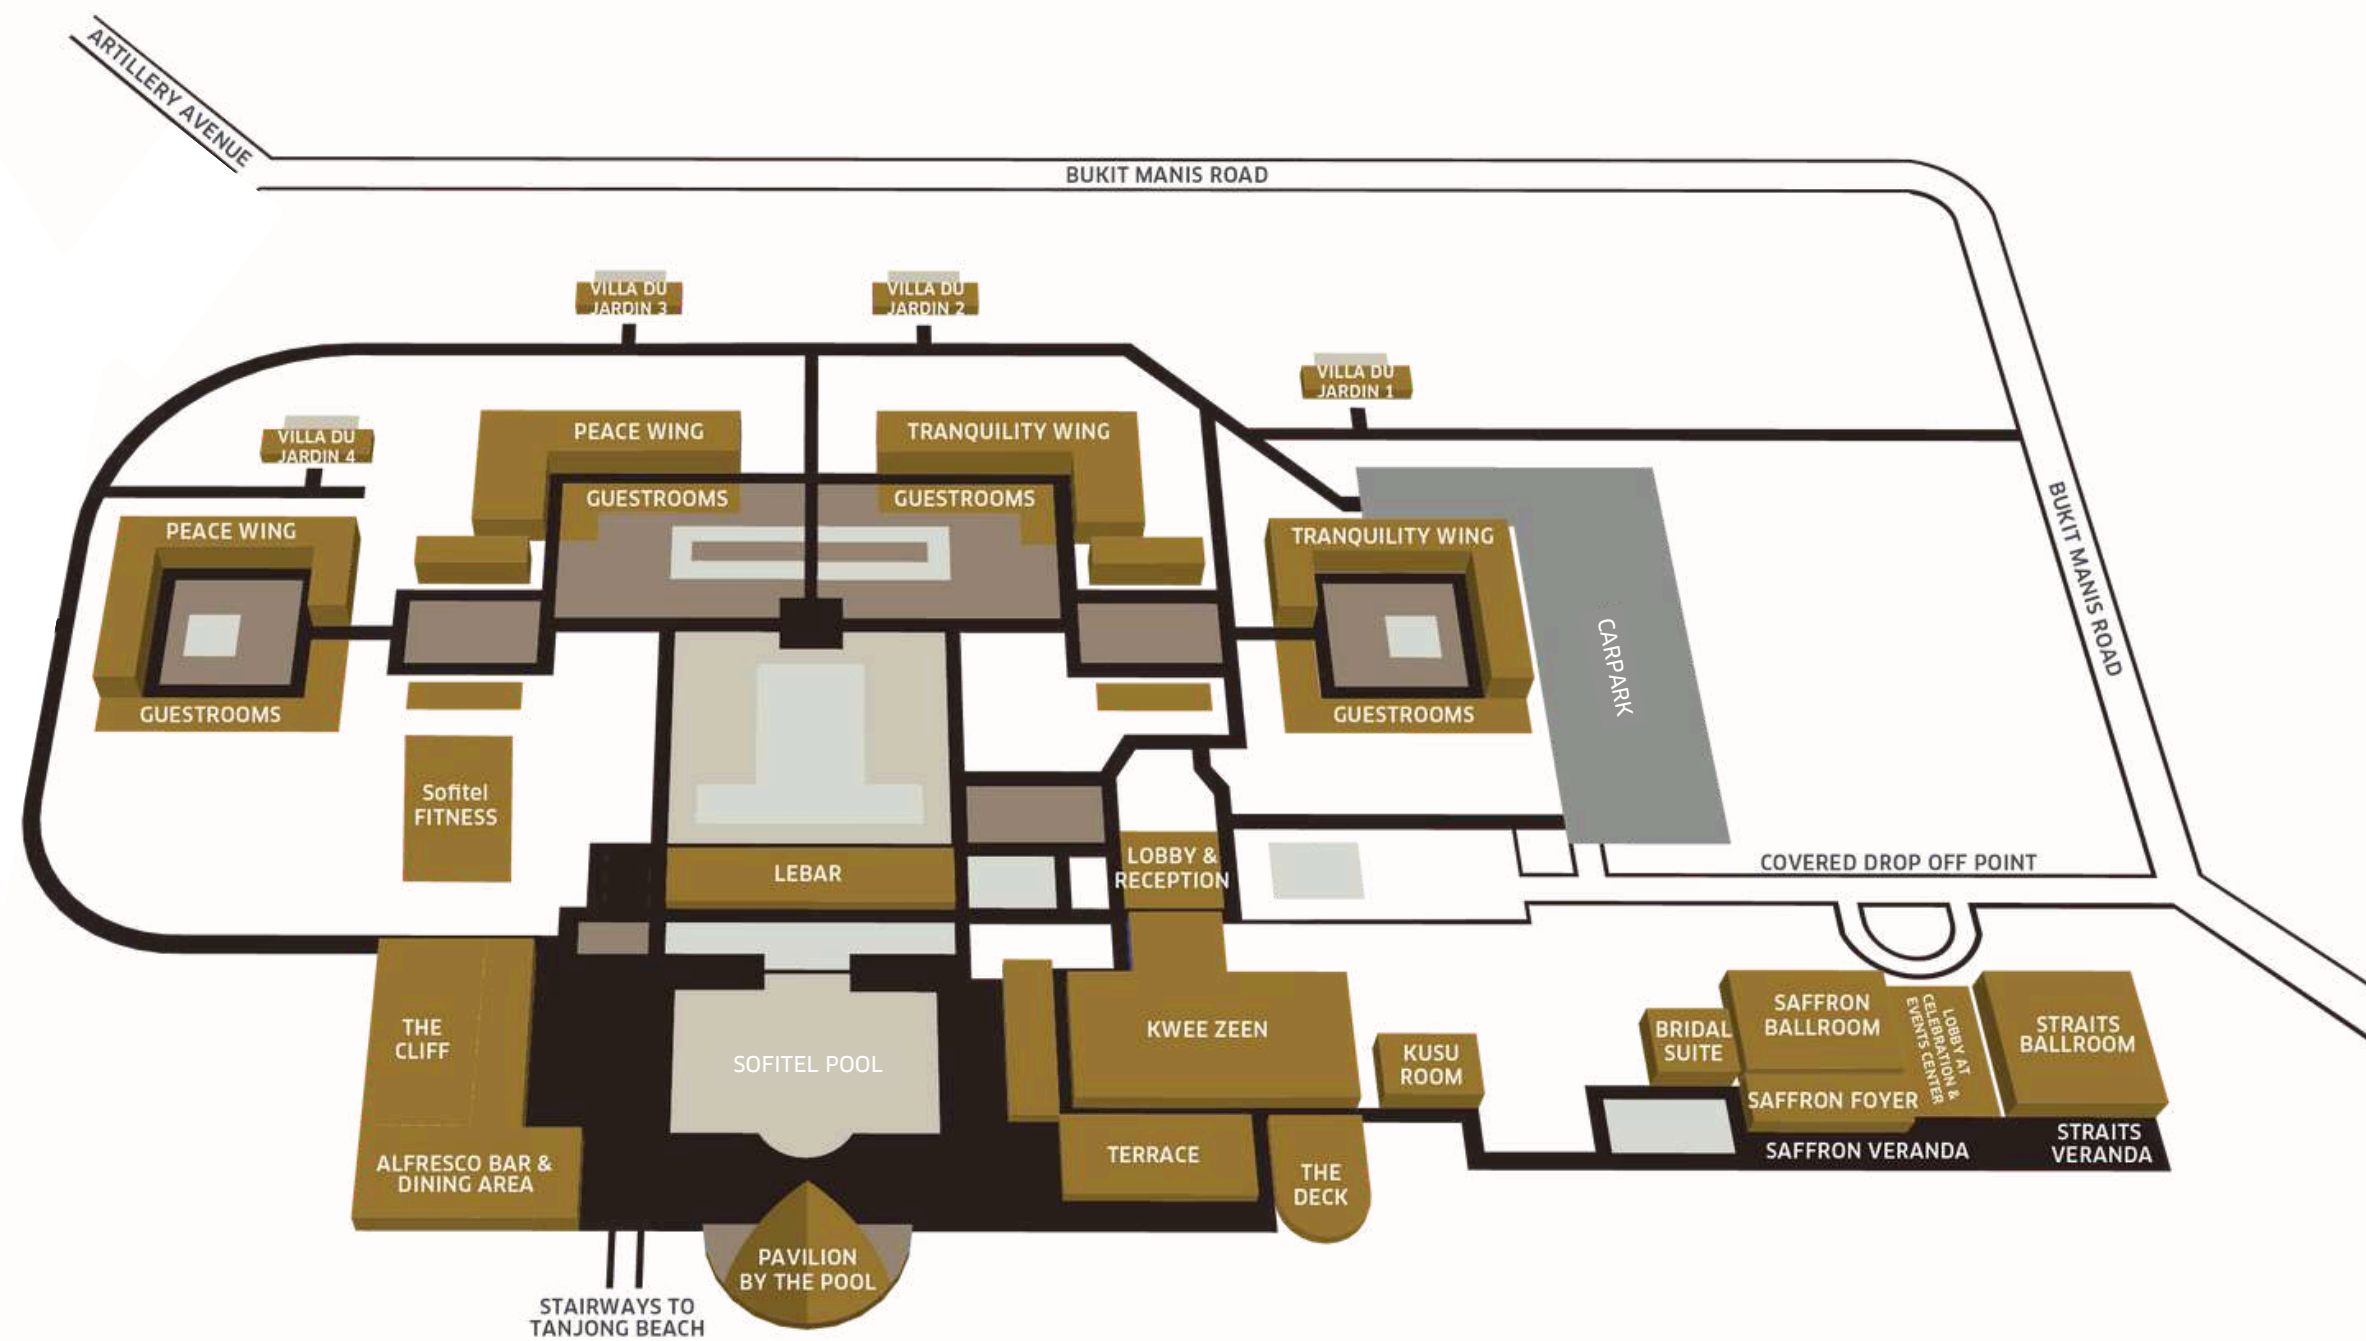 ARTILLERY AVENUE
BUKIT MANIS ROAD
VILLA DU
JARDIN 3
VILLA DU
JARDIN 2
VILLA DU
JARDIN 1
VILLA DU
JARDIN 4
PEACE WING
GUESTROOMS
TRANQUILITY WING
GUESTROOMS
PEACE WING
GUESTROOMS
TRANQUILITY WING
GUESTROOMS
CARPARK
BUKIT MANIS ROAD
Sofitel
FITNESS
LEBAR
LOBBY &
RECEPTION
COVERED DROP OFF POINT
THE
CLIFF
ALFRESCO BAR &
DINING AREA
SOFITEL POOL
KWEE ZEEN
KUSU
ROOM
TERRACE
THE
DECK
BRIDAL
SUITE
SAFFRON
BALLROOM
SAFFRON FOYER
LOBBY AT
CELEBRATION &
EVENTS CENTER
STRAITS
BALLROOM
SAFFRON VERANDA
STRAITS
VERANDA
PAVILION
BY THE POOL
STAIRWAYS TO
TANJONG BEACH